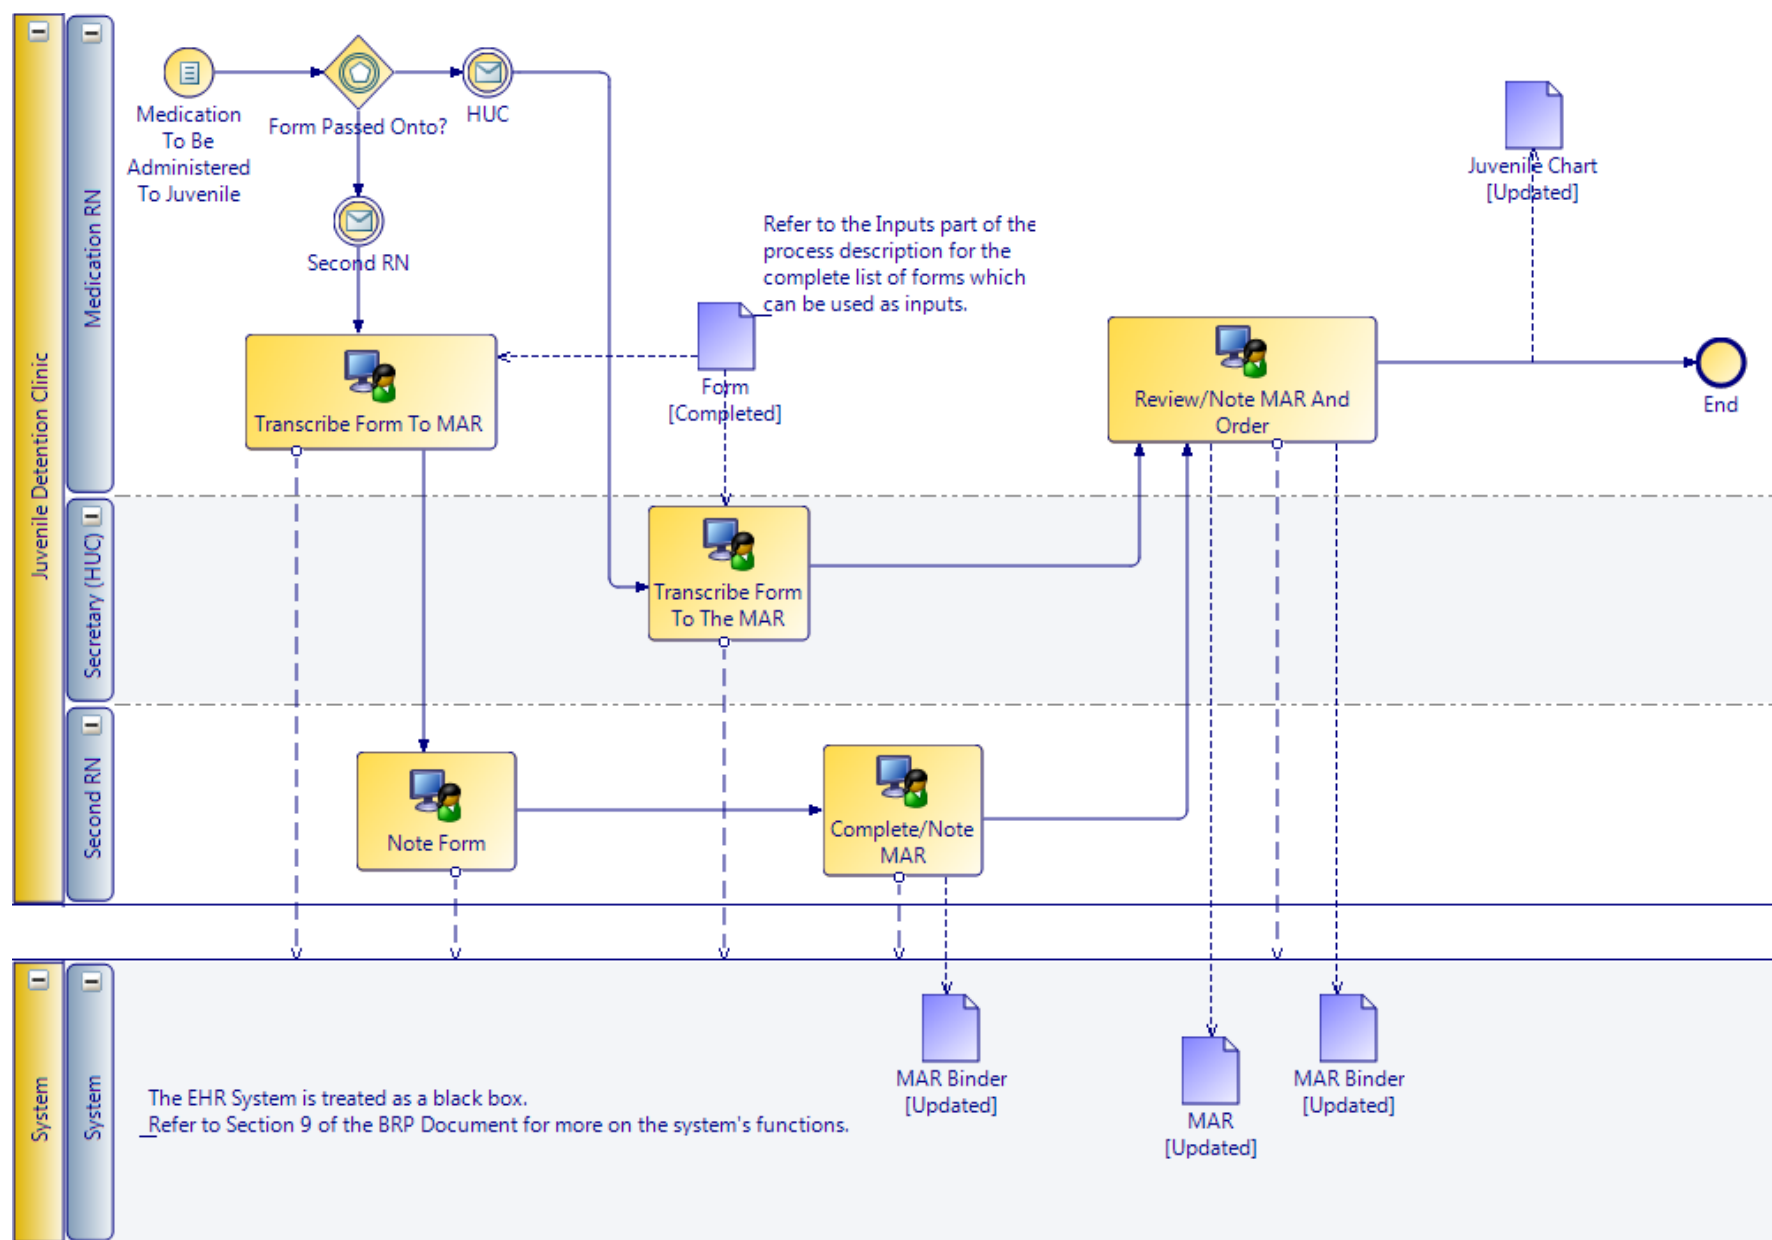 Juvenile Detention Clinic
Medication RN
Medication
To Be
Administered
To Juvenile
Form Passed Onto?
HUC
Second RN
Transcribe Form To MAR
Refer to the Inputs part of the
process description for the
complete list of forms which
can be used as inputs.
Form
[Completed]
Review/Note MAR And
Order
Juvenile Chart
[Updated]
End
Secretary (HUC)
Transcribe Form
To The MAR
Second RN
Note Form
Complete/Note
MAR
System
System
The EHR System is treated as a black box.
Refer to Section 9 of the BRP Document for more on the system's functions.
MAR Binder
[Updated]
MAR
[Updated]
MAR Binder
[Updated]